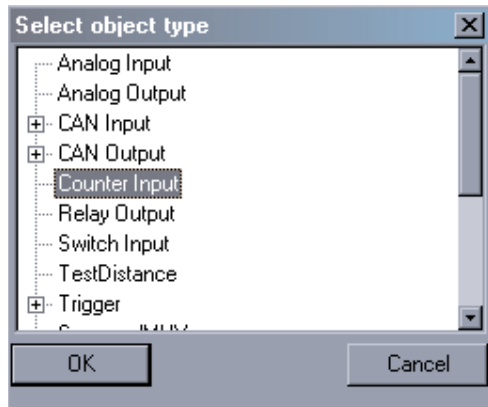 Select object type
Analog Input
Analog Output
CAN Input
CAN Output
Counter Input
Relay Output
Switch Input
TestDistance
Trigger
OK
Cancel